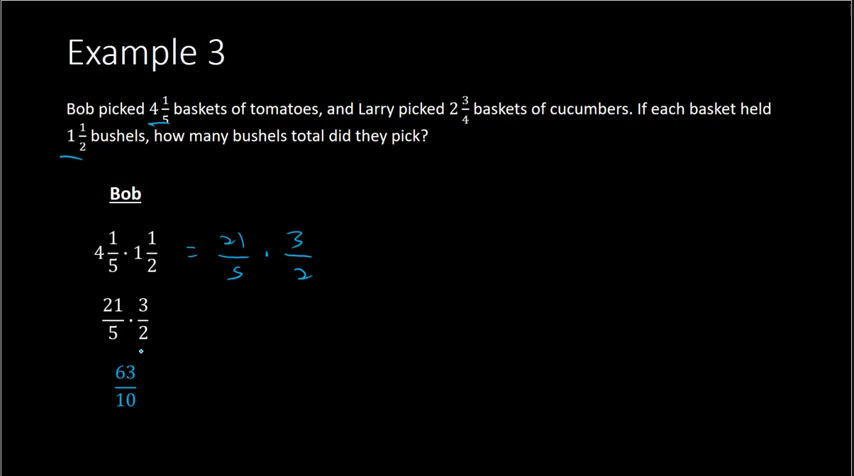 Example 3
Bob picked 4 1/5 baskets of tomatoes, and Larry picked 2 3/4 baskets of cucumbers. If each basket held
1 1/2 bushels, how many bushels total did they pick?
Bob
4 1/5 · 1 1/2 = 21/5 · 3/2
21/5 · 3/2
63/10